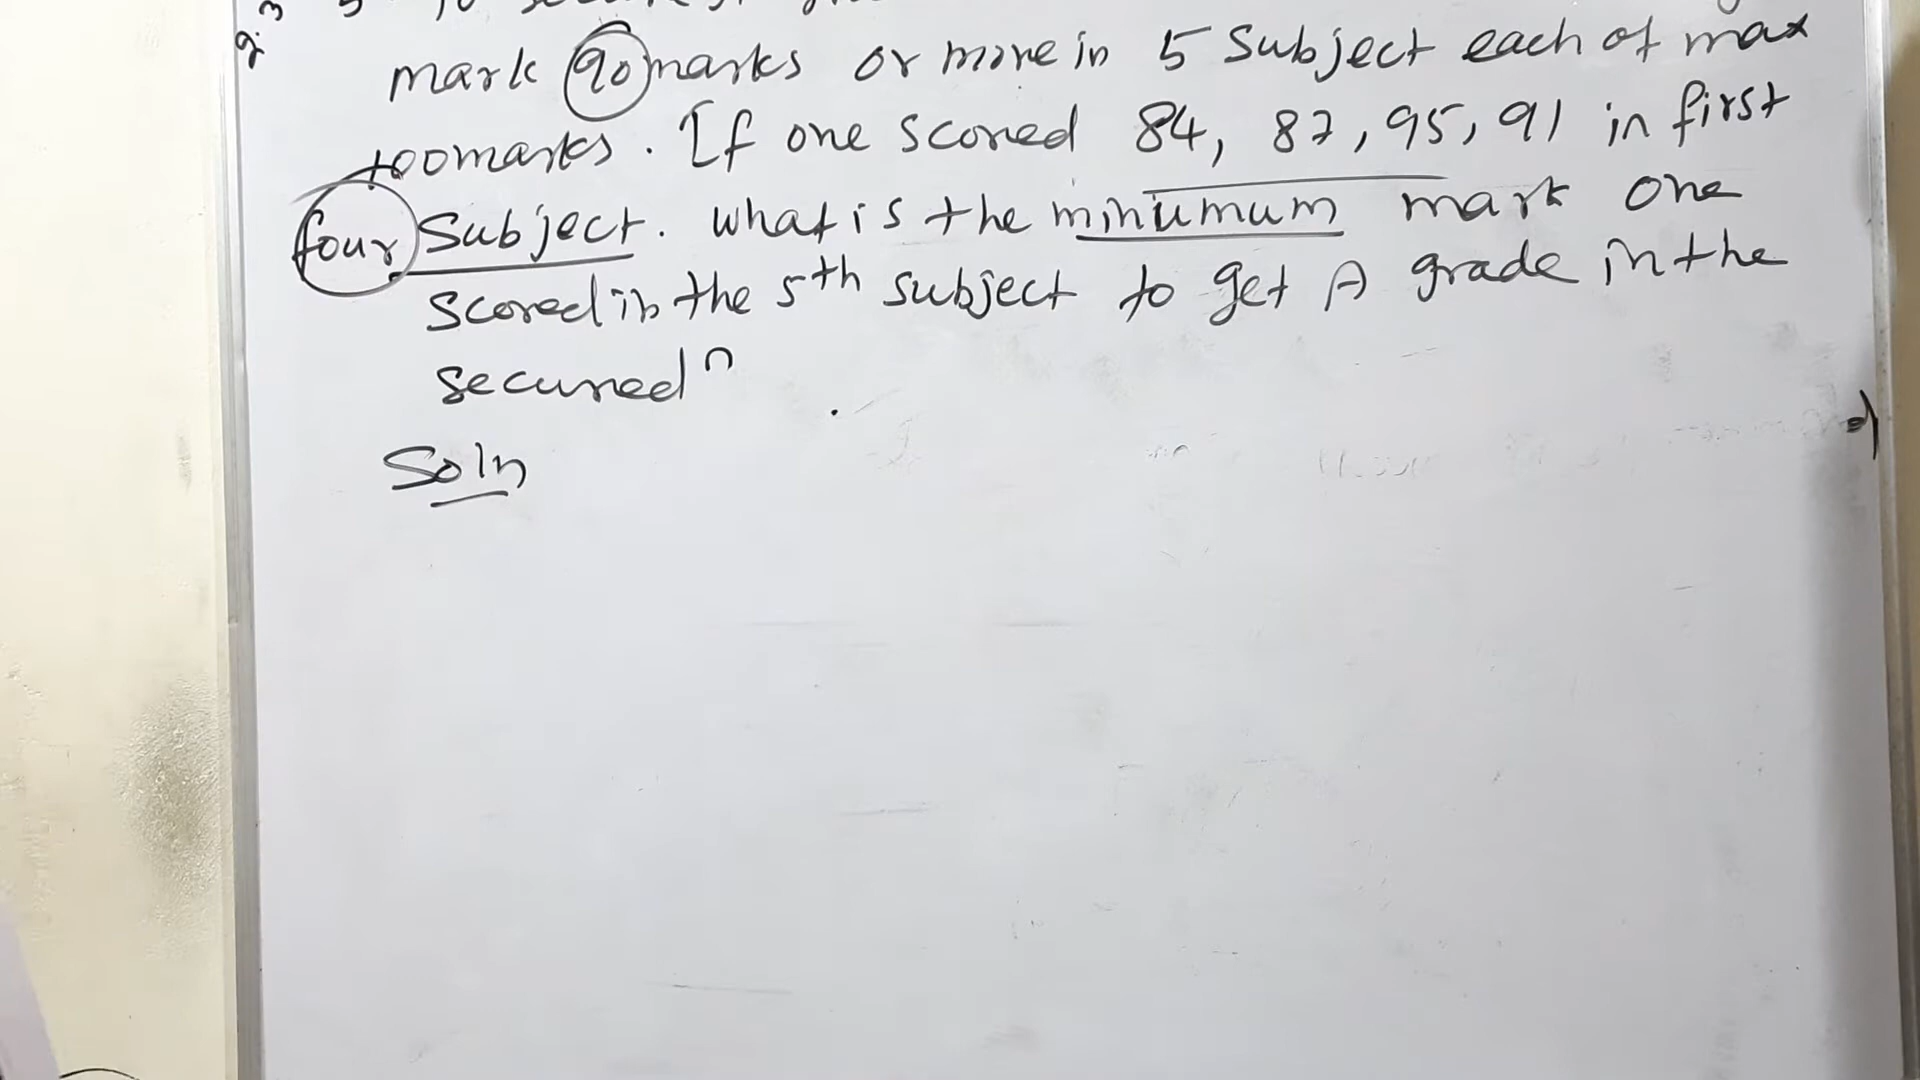 mark 90 marks or more in 5 Subject each of max
100marks. If one scored 84, 87, 95, 91 in first
four Subject. what is the minumum mark one
Scored in the 5th subject to get A grade in the
secured n
Soln